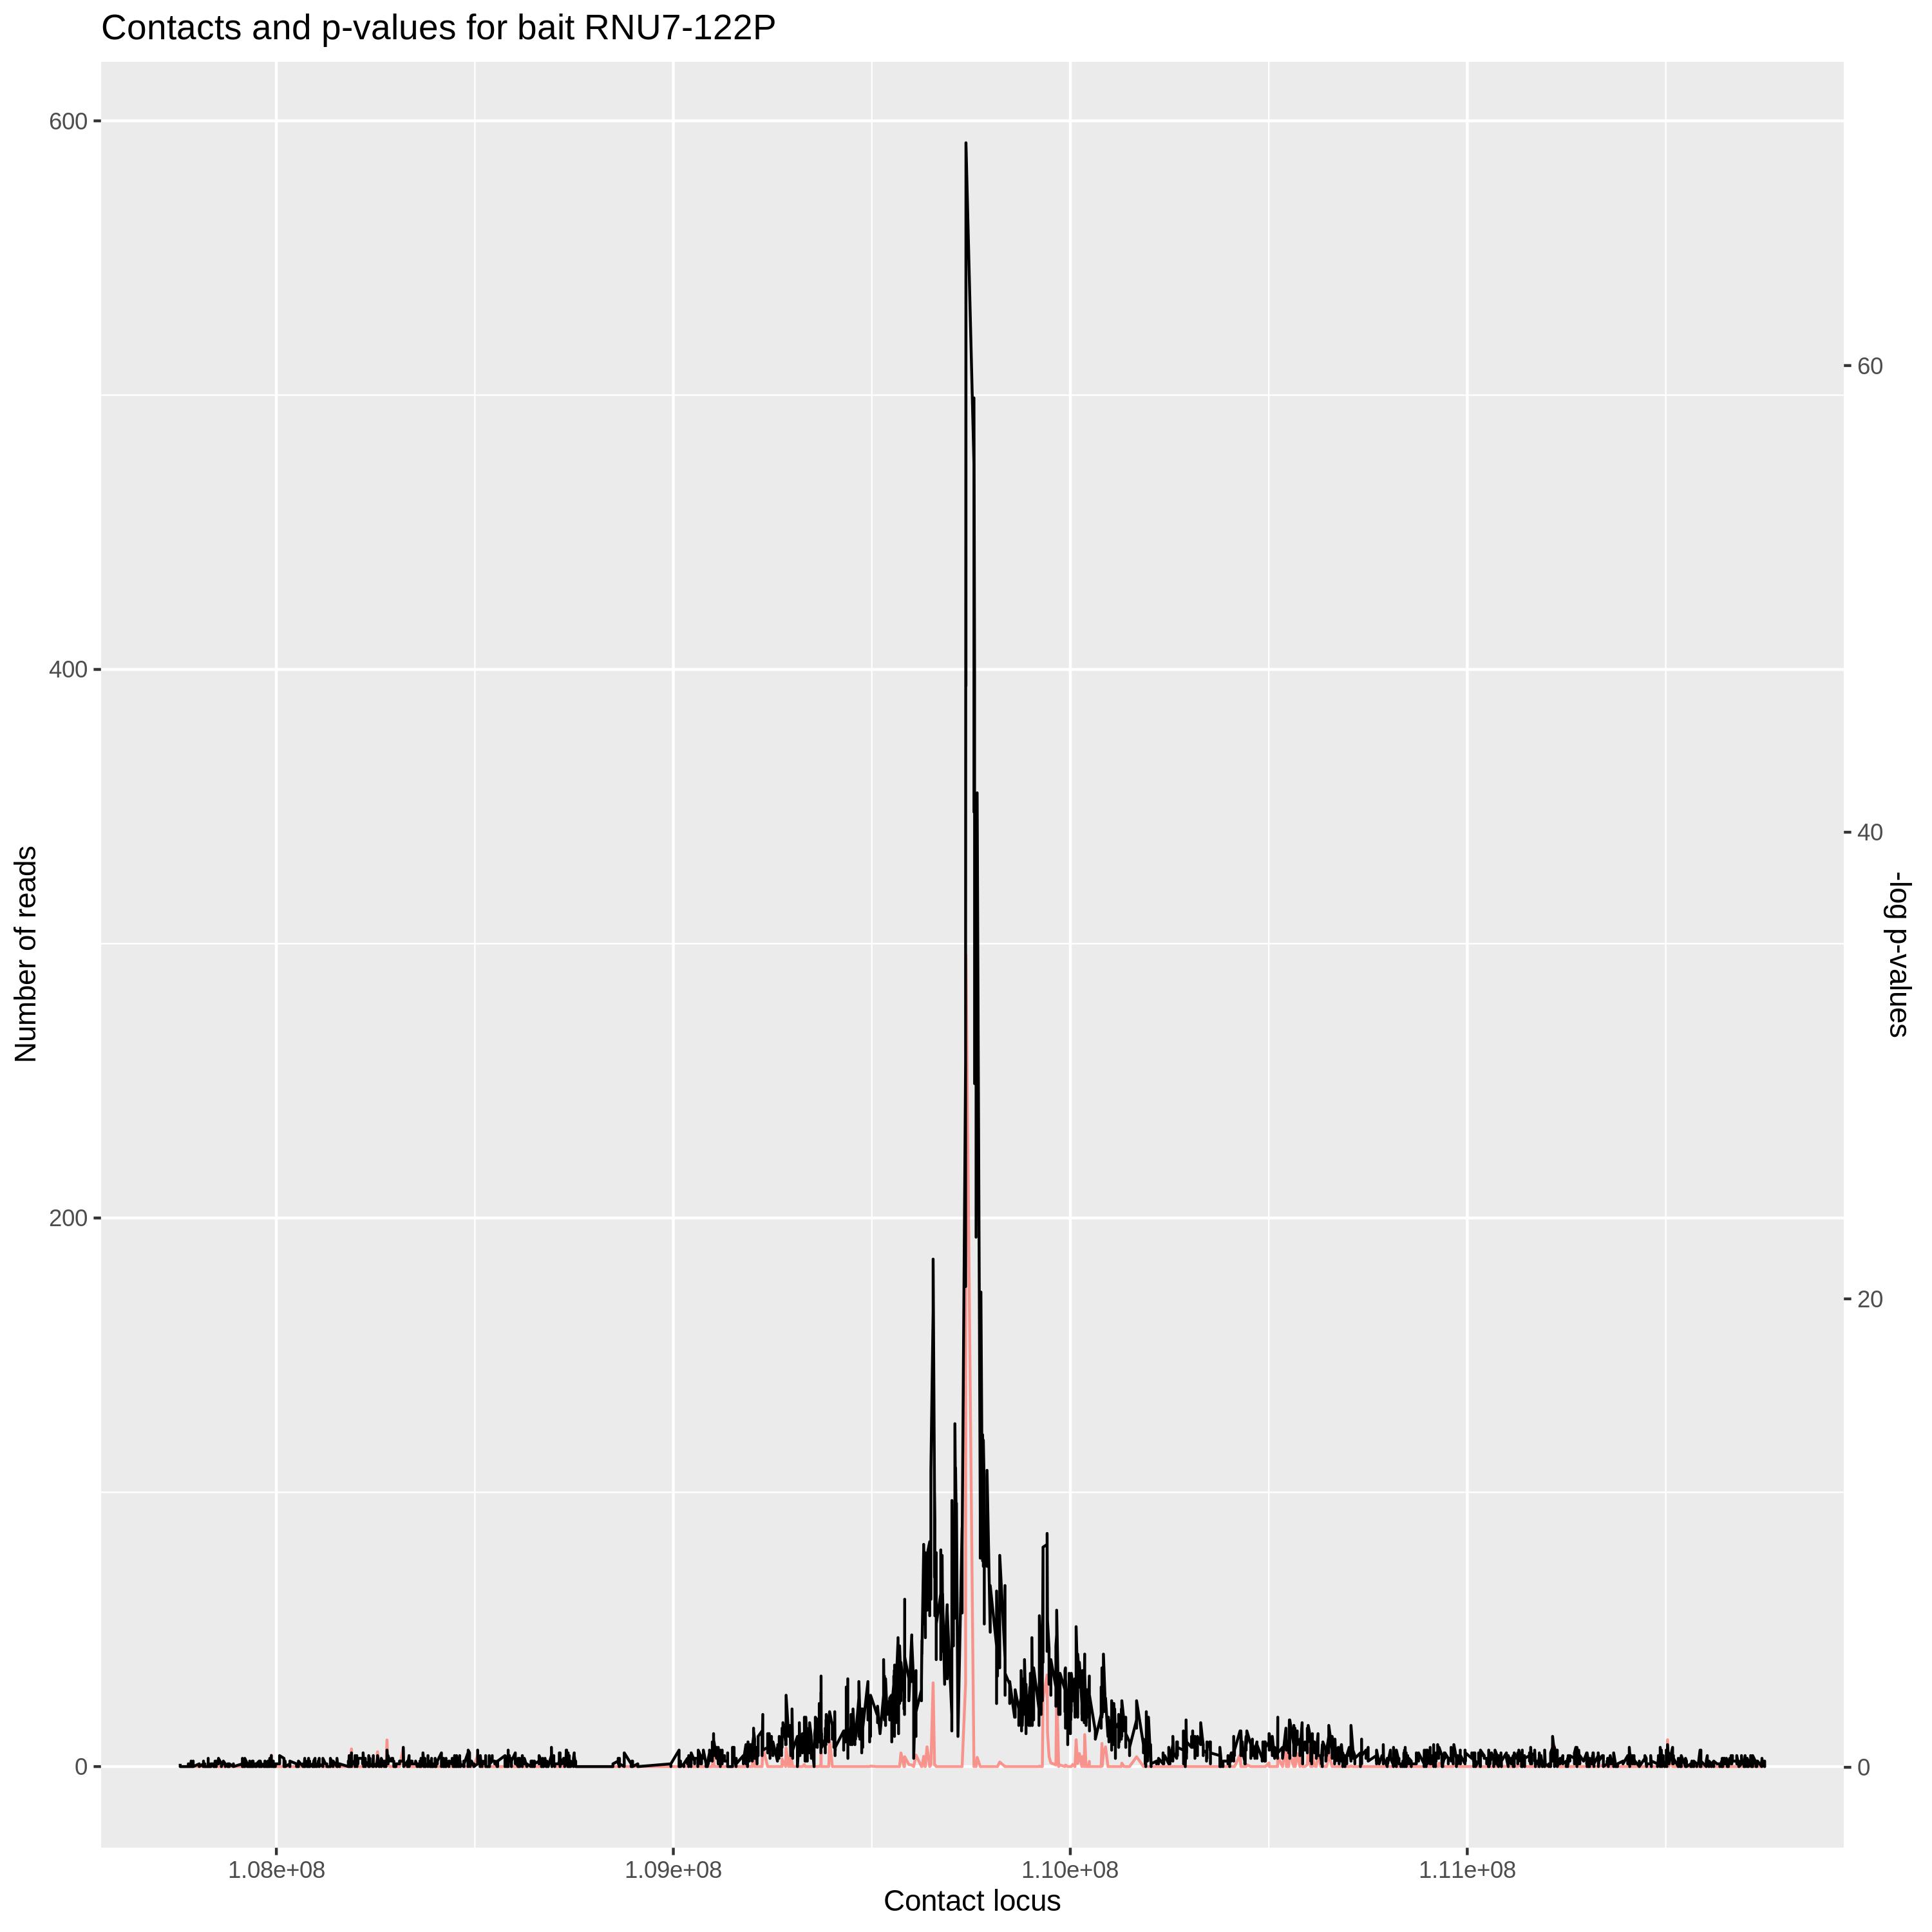 Contacts and p-values for bait RNU7-122P
600
400
200
0
Number of reads
60
40
20
0
-log p-values
1.08e+08
1.09e+08
1.10e+08
1.11e+08
Contact locus